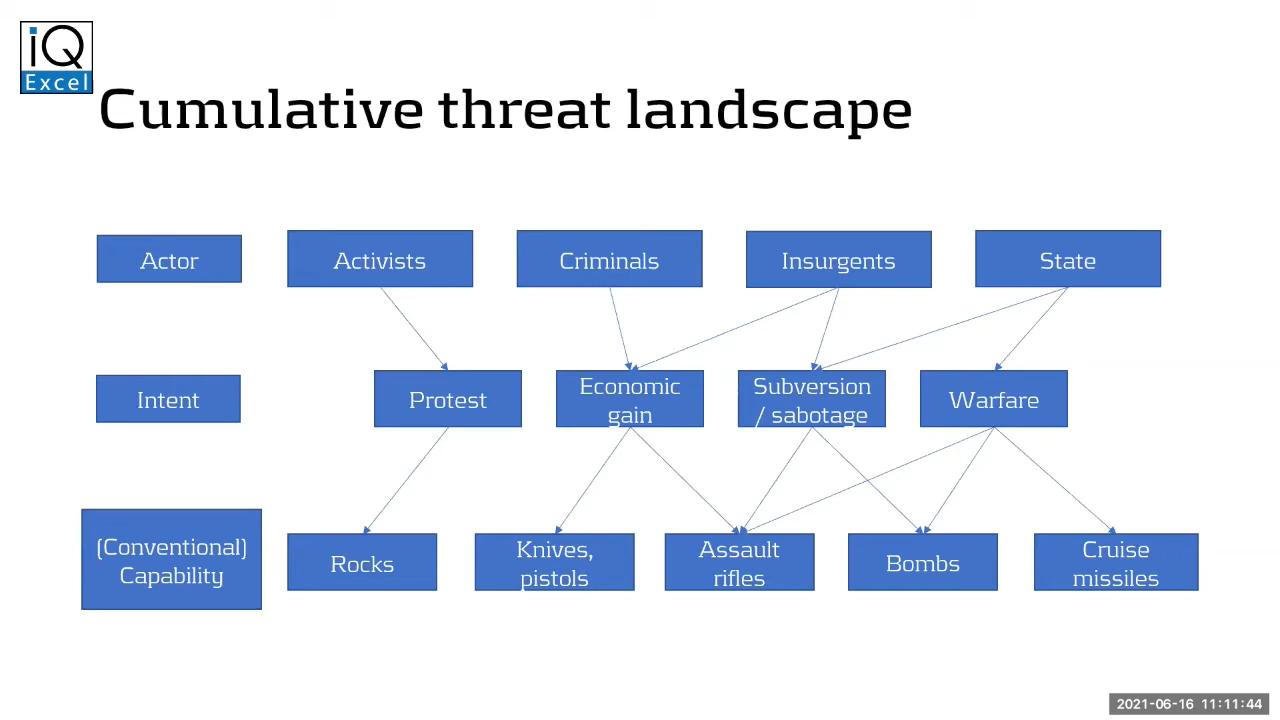 iQ
Excel
Cumulative threat landscape
Actor
Activists
Criminals
Insurgents
State
Intent
Protest
Economic
gain
Subversion
/ sabotage
Warfare
(Conventional)
Capability
Rocks
Knives,
pistols
Assault
rifles
Bombs
Cruise
missiles
2021-06-16 11:11:44